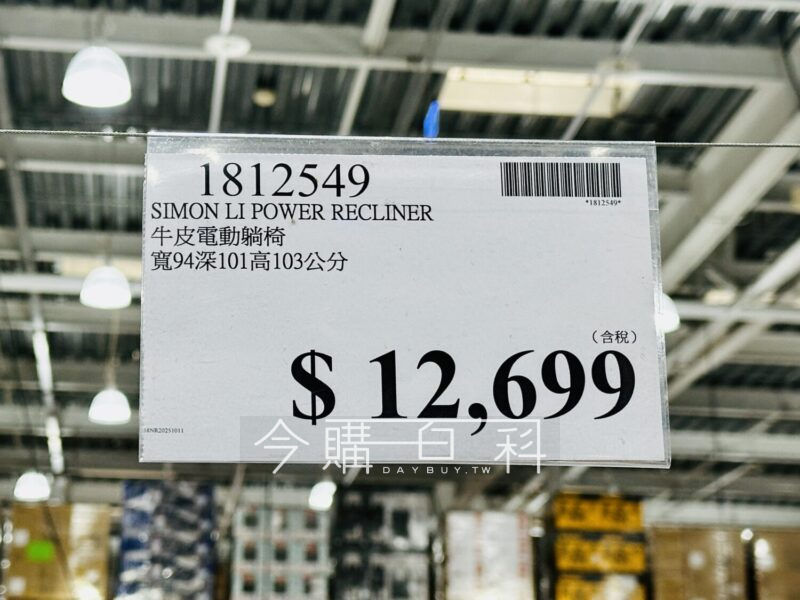 1812549
*1812549*
SIMON LI POWER RECLINER
牛皮電動躺椅
寬94深101高103公分
（含稅）
$ 12,699
今購百科
DAYBUY.TW